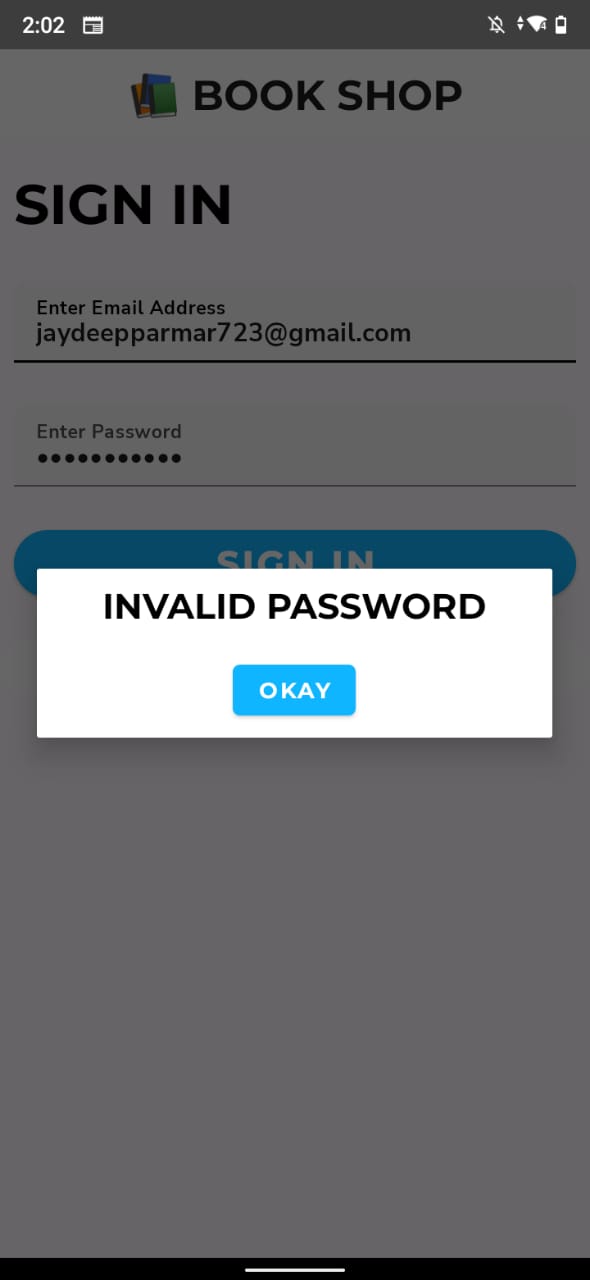 2:02
BOOK SHOP
SIGN IN
Enter Email Address
jaydeepparmar723@gmail.com
Enter Password
•••••••••••
SIGN IN
INVALID PASSWORD
OKAY